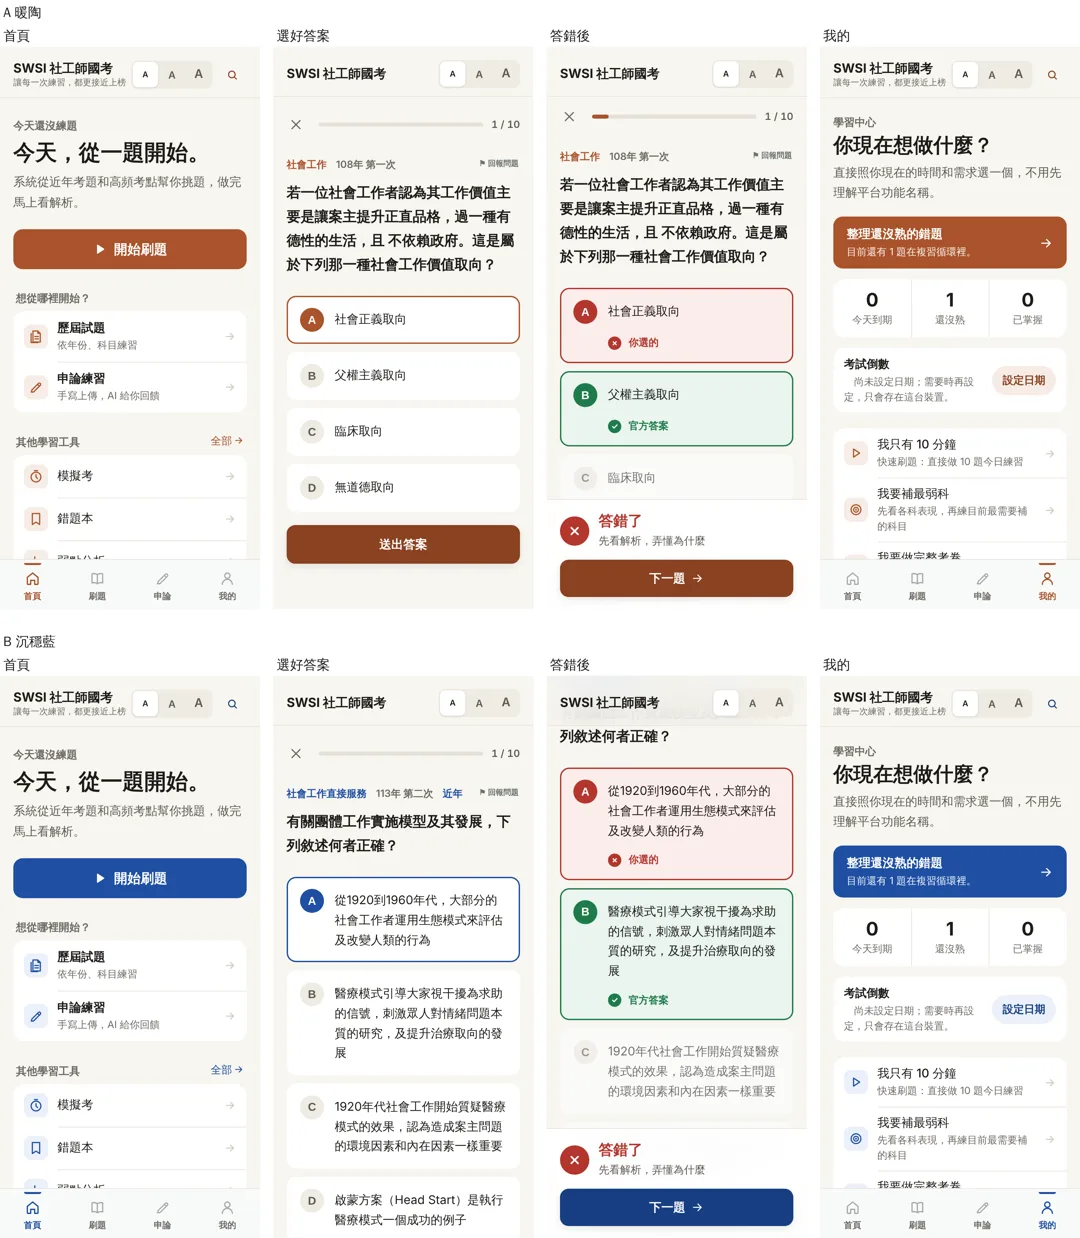 A 暖陶
首頁
SWSI 社工師國考
讓每一次練習，都更接近上榜
A A A
今天還沒練題
今天，從一題開始。
系統從近年考題和高頻考點幫你挑題，做完
馬上看解析。
開始刷題
想從哪裡開始？
歷屆試題
依年份、科目練習
申論練習
手寫上傳，AI 給你回饋
其他學習工具
全部 →
模擬考
錯題本
首頁
刷題
申論
我的
選好答案
SWSI 社工師國考
A A A
1 / 10
社會工作 108年 第一次
回報問題
若一位社會工作者認為其工作價值主
要是讓案主提升正直品格，過一種有
德性的生活，且 不依賴政府。這是屬
於下列那一種社會工作價值取向？
A 社會正義取向
B 父權主義取向
C 臨床取向
D 無道德取向
送出答案
答錯後
SWSI 社工師國考
A A A
1 / 10
社會工作 108年 第一次
回報問題
若一位社會工作者認為其工作價值主
要是讓案主提升正直品格，過一種有
德性的生活，且 不依賴政府。這是屬
於下列那一種社會工作價值取向？
A 社會正義取向
你選的
B 父權主義取向
官方答案
C 臨床取向
答錯了
先看解析，弄懂為什麼
下一題 →
我的
SWSI 社工師國考
讓每一次練習，都更接近上榜
A A A
學習中心
你現在想做什麼？
直接照你現在的時間和需求選一個，不用先
理解平台功能名稱。
整理還沒熟的錯題
目前還有 1 題在複習循環裡。
0 1 0
今天到期 還沒熟 已掌握
考試倒數
尚未設定日期；需要時再設
定，只會存在這台裝置。
設定日期
我只有 10 分鐘
快速刷題：直接做 10 題今日練習
我要補最弱科
先看各科表現，再練目前最需要補
的科目
我要做完整考卷
首頁
刷題
申論
我的
B 沉穩藍
首頁
SWSI 社工師國考
讓每一次練習，都更接近上榜
A A A
今天還沒練題
今天，從一題開始。
系統從近年考題和高頻考點幫你挑題，做完
馬上看解析。
開始刷題
想從哪裡開始？
歷屆試題
依年份、科目練習
申論練習
手寫上傳，AI 給你回饋
其他學習工具
全部 →
模擬考
錯題本
首頁
刷題
申論
我的
選好答案
SWSI 社工師國考
A A A
1 / 10
社會工作直接服務 113年 第二次 近年
回報問題
有關團體工作實施模型及其發展，下
列敘述何者正確？
A 從1920到1960年代，大部分的
社會工作者運用生態模式來評估
及改變人類的行為
B 醫療模式引導大家視干擾為求助
的信號，刺激眾人對情緒問題本
質的研究，及提升治療取向的發
展
C 1920年代社會工作開始質疑醫療
模式的效果，認為造成案主問題
的環境因素和內在因素一樣重要
D 啟蒙方案（Head Start）是執行
醫療模式一個成功的例子
答錯後
SWSI 社工師國考
A A A
列敘述何者正確？
A 從1920到1960年代，大部分的
社會工作者運用生態模式來評估
及改變人類的行為
你選的
B 醫療模式引導大家視干擾為求助
的信號，刺激眾人對情緒問題本
質的研究，及提升治療取向的發
展
官方答案
C 1920年代社會工作開始質疑醫療
模式的效果，認為造成案主問題
的環境因素和內在因素一樣重要
答錯了
先看解析，弄懂為什麼
下一題 →
我的
SWSI 社工師國考
讓每一次練習，都更接近上榜
A A A
學習中心
你現在想做什麼？
直接照你現在的時間和需求選一個，不用先
理解平台功能名稱。
整理還沒熟的錯題
目前還有 1 題在複習循環裡。
0 1 0
今天到期 還沒熟 已掌握
考試倒數
尚未設定日期；需要時再設
定，只會存在這台裝置。
設定日期
我只有 10 分鐘
快速刷題：直接做 10 題今日練習
我要補最弱科
先看各科表現，再練目前最需要補
的科目
我要做完整考卷
首頁
刷題
申論
我的